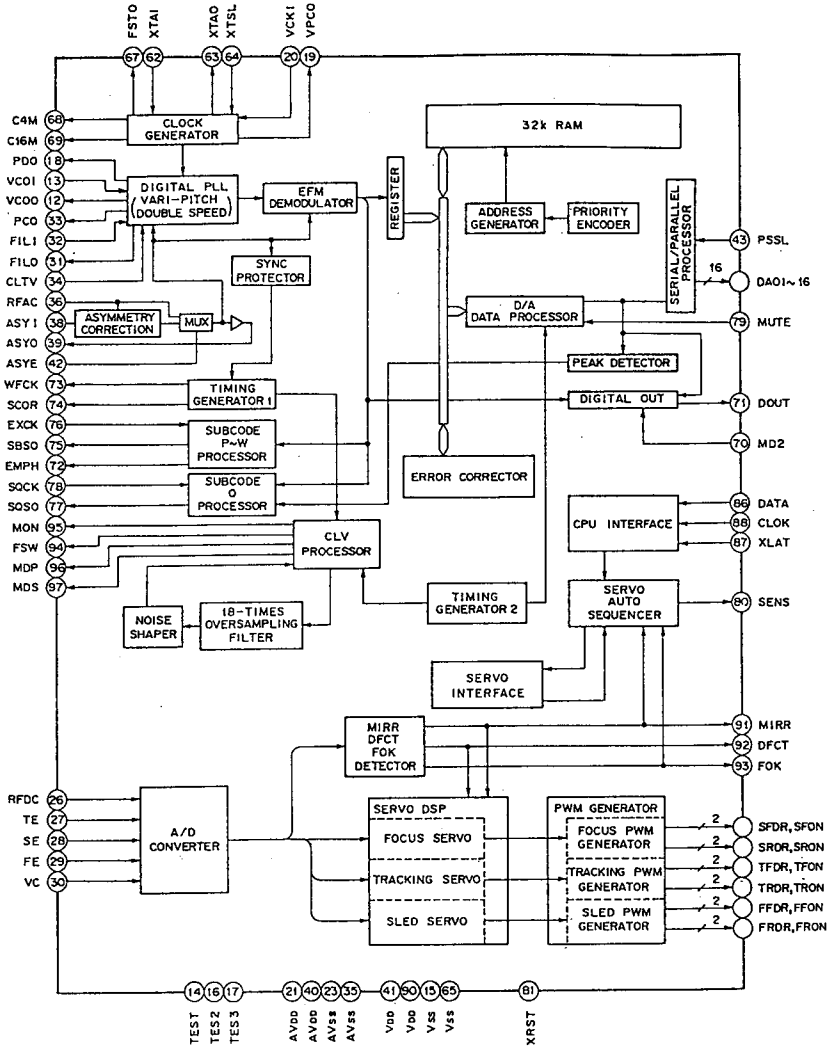 FSTO
XTAI
XTAO
XTSL
VCKI
VPCO
67
62
63
64
20
19
C4M 68
C16M 69
PDO 18
VCOI 13
VCOO 12
PCO 33
FILI 32
FILO 31
CLTV 34
RFAC 36
ASYI 38
ASYO 39
ASYE 42
WFCK 73
SCOR 74
EXCK 76
SBSO 75
EMPH 72
SQCK 78
SQSO 77
MON 95
FSW 94
MDP 96
MDS 97
CLOCK
GENERATOR
DIGITAL PLL
(VARI-PITCH
DOUBLE SPEED)
EFM
DEMODULATOR
REGISTER
32k RAM
ADDRESS
GENERATOR
PRIORITY
ENCODER
SERIAL/PARALLEL
PROCESSOR
43 PSSL
16
DAO1~16
SYNC
PROTECTOR
ASYMMETRY
CORRECTION
MUX
D/A
DATA PROCESSOR
79 MUTE
PEAK DETECTOR
TIMING
GENERATOR 1
DIGITAL OUT
71 DOUT
70 MD2
SUBCODE
P~W
PROCESSOR
ERROR CORRECTOR
SUBCODE
Q
PROCESSOR
CPU INTERFACE
86 DATA
88 CLOK
87 XLAT
CLV
PROCESSOR
NOISE
SHAPER
18-TIMES
OVERSAMPLING
FILTER
TIMING
GENERATOR 2
SERVO
AUTO
SEQUENCER
80 SENS
SERVO
INTERFACE
MIRR
DFCT
FOK
DETECTOR
91 MIRR
92 DFCT
93 FOK
RFDC 26
TE 27
SE 28
FE 29
VC 30
A/D
CONVERTER
SERVO DSP
FOCUS SERVO
TRACKING SERVO
SLED SERVO
PWM GENERATOR
FOCUS PWM
GENERATOR
TRACKING PWM
GENERATOR
SLED PWM
GENERATOR
2 SFDR,SFON
2 SRDR,SRON
2 TFDR,TFON
2 TRDR,TRON
2 FFDR,FFON
2 FRDR,FRON
14
16
17
21
40
23
35
41
90
15
65
81
TEST
TES2
TES3
AVDD
AVDD
AVSS
AVSS
VDD
VDD
VSS
VSS
XRST